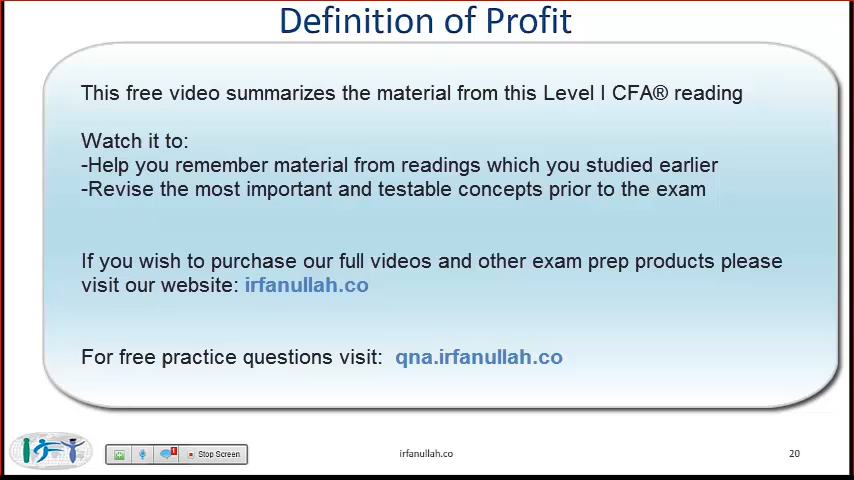 Definition of Profit
This free video summarizes the material from this Level I CFA® reading
Watch it to:
-Help you remember material from readings which you studied earlier
-Revise the most important and testable concepts prior to the exam
If you wish to purchase our full videos and other exam prep products please
visit our website: irfanullah.co
For free practice questions visit: qna.irfanullah.co
IFT
Stop Screen
irfanullah.co
20